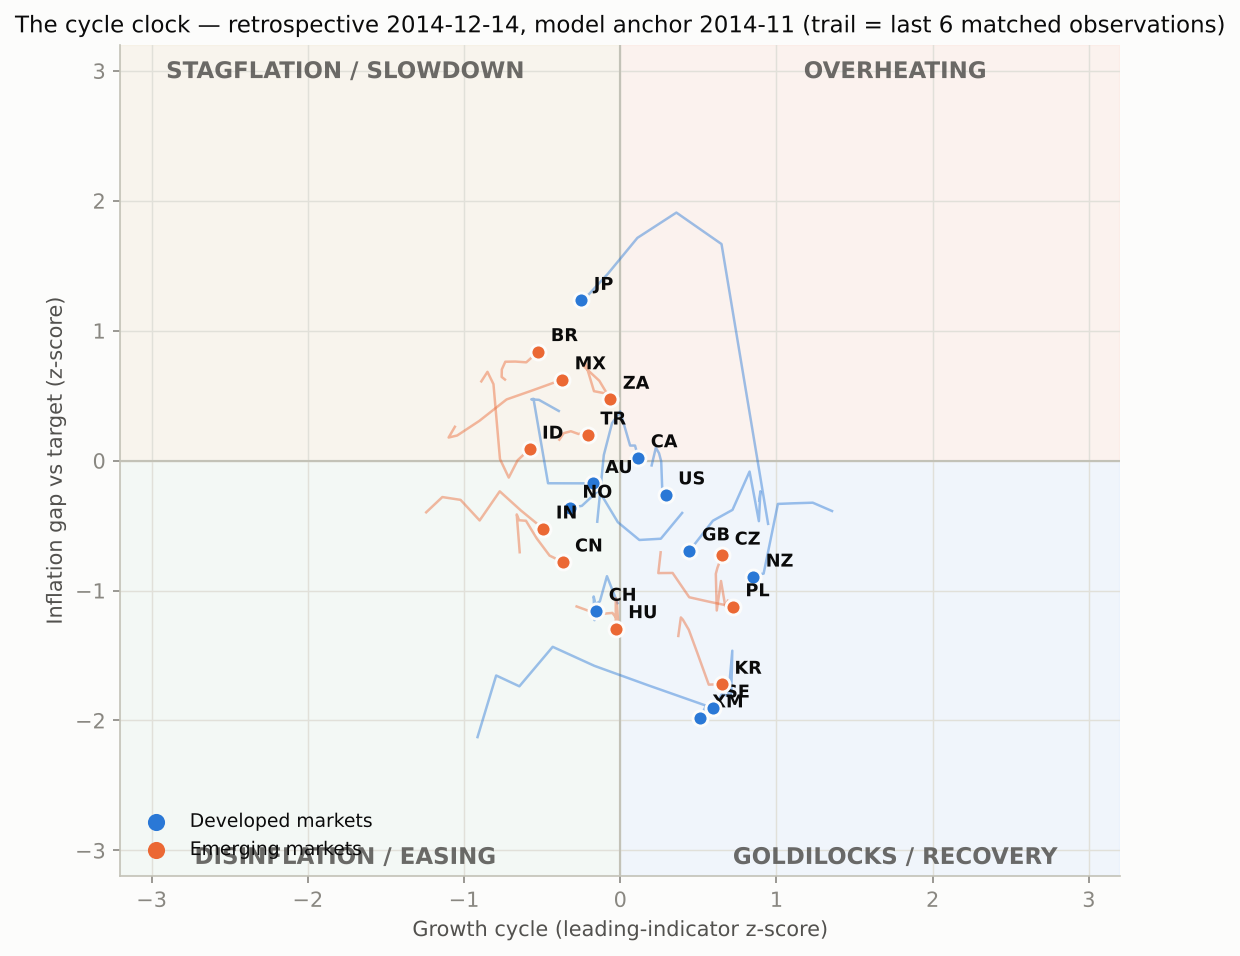 The cycle clock — retrospective 2014-12-14, model anchor 2014-11 (trail = last 6 matched observations)
STAGFLATION / SLOWDOWN
OVERHEATING
3
2
1
0
−1
−2
−3
Inflation gap vs target (z-score)
JP
BR
MX
ZA
TR
ID
CA
AU
US
NO
IN
GB
CZ
CN
NZ
PL
CH
HU
KR
SE
XM
Developed markets
Emerging markets
DISINFLATION / EASING
GOLDILOCKS / RECOVERY
−3
−2
−1
0
1
2
3
Growth cycle (leading-indicator z-score)